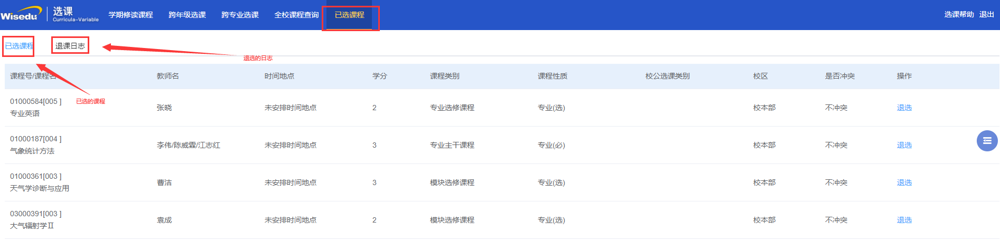 Wisedu 选课 Curricula-Variable 学期修读课程 跨年级选课 跨专业选课 全校课程查询 已选课程 选课帮助 退出
已选课程 退课日志
退选的日志
课程号/课程名 教师名 时间地点 学分 课程类别 课程性质 校公选课类别 校区 是否冲突 操作
已选的课程
01000584[005 ]
专业英语 张晓 未安排时间地点 2 专业选修课程 专业(选) 校本部 不冲突 退选
01000187[004 ]
气象统计方法 李伟/陈威霖/江志红 未安排时间地点 3 专业主干课程 专业(必) 校本部 不冲突 退选
01000361[003 ]
天气学诊断与应用 曹洁 未安排时间地点 3 模块选修课程 专业(选) 校本部 不冲突 退选
03000391[003 ]
大气辐射学Ⅱ 袁成 未安排时间地点 2 模块选修课程 专业(选) 校本部 不冲突 退选